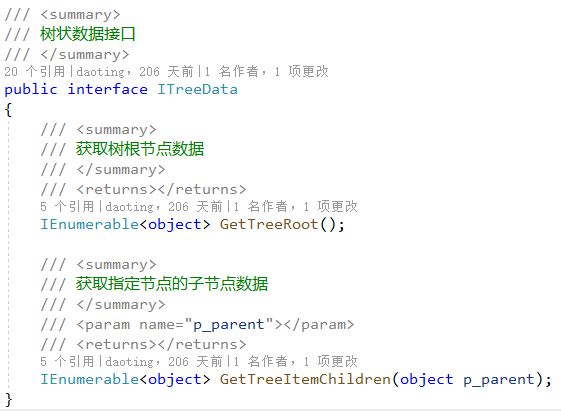 /// <summary>
/// 树状数据接口
/// </summary>
20 个引用|daoting，206 天前|1 名作者，1 项更改
public interface ITreeData
{
/// <summary>
/// 获取树根节点数据
/// </summary>
/// <returns></returns>
5 个引用|daoting，206 天前|1 名作者，1 项更改
IEnumerable<object> GetTreeRoot();
/// <summary>
/// 获取指定节点的子节点数据
/// </summary>
/// <param name="p_parent"></param>
/// <returns></returns>
5 个引用|daoting，206 天前|1 名作者，1 项更改
IEnumerable<object> GetTreeItemChildren(object p_parent);
}